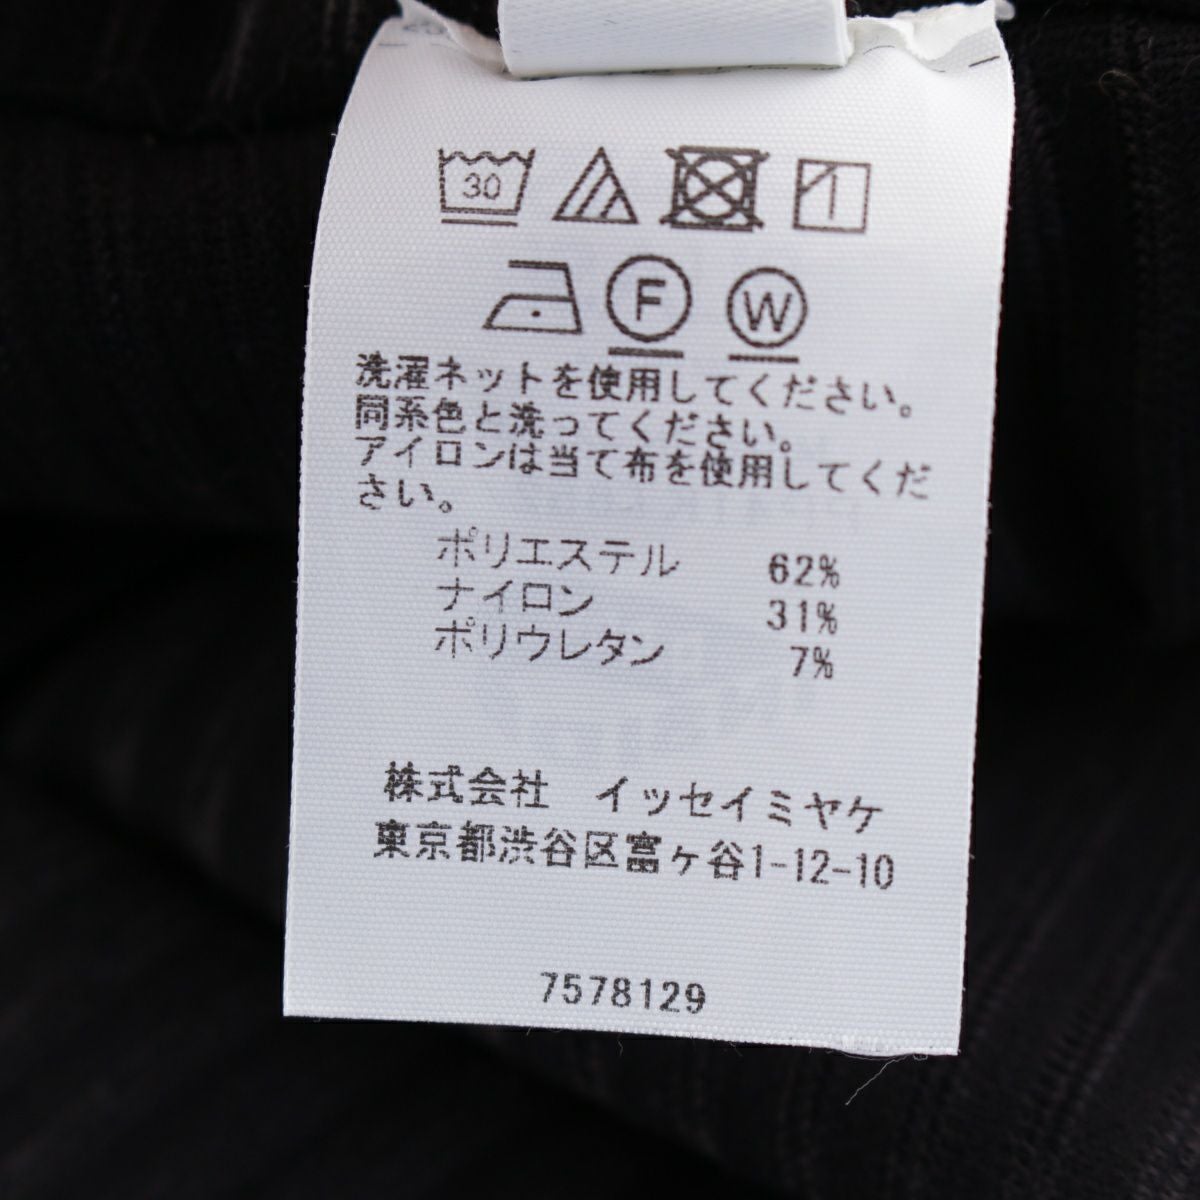 30
F W
洗濯ネットを使用してください。
同系色と洗ってください。
アイロンは当て布を使用してくだ
さい。
ポリエステル 62%
ナイロン 31%
ポリウレタン 7%
株式会社 イッセイミヤケ
東京都渋谷区富ヶ谷1-12-10
7578129